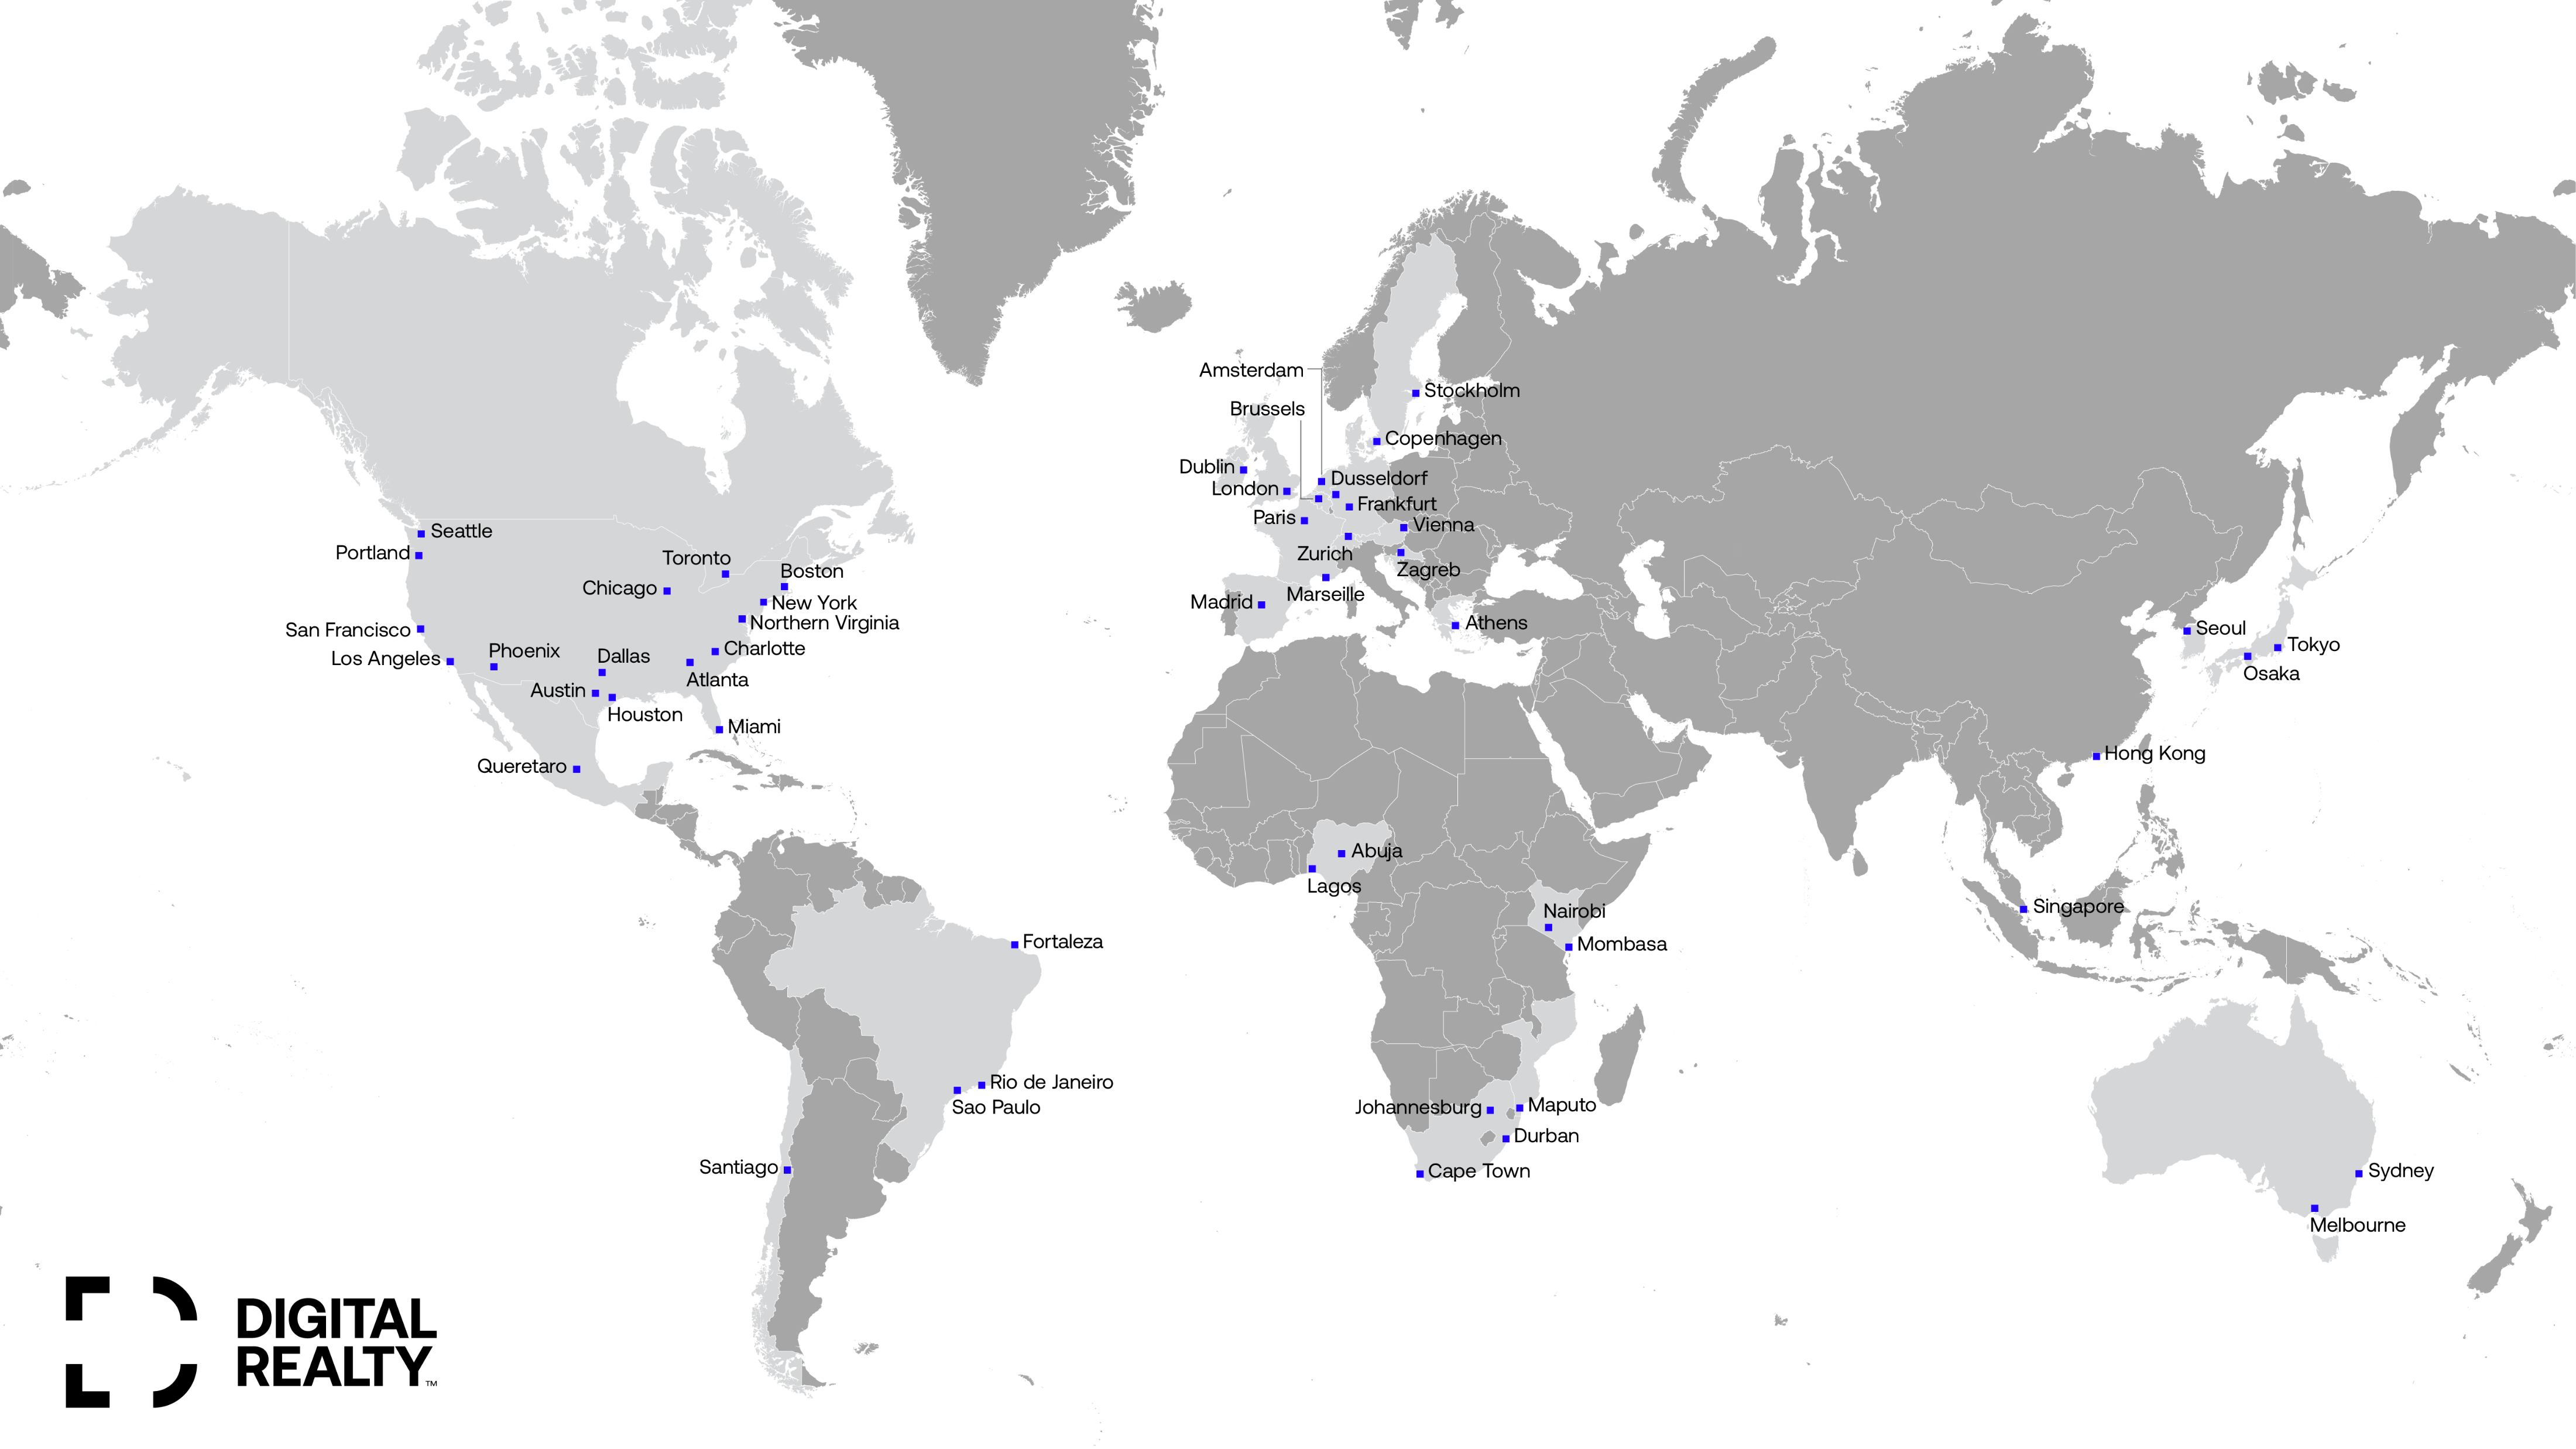 Amsterdam
Stockholm
Brussels
Copenhagen
Dublin
Dusseldorf
London
Frankfurt
Paris
Vienna
Zurich
Zagreb
Marseille
Madrid
Athens
Seattle
Portland
Toronto
Boston
Chicago
New York
Northern Virginia
San Francisco
Phoenix
Dallas
Charlotte
Los Angeles
Atlanta
Austin
Houston
Miami
Queretaro
Seoul
Tokyo
Osaka
Hong Kong
Abuja
Lagos
Nairobi
Mombasa
Singapore
Fortaleza
Rio de Janeiro
Sao Paulo
Santiago
Johannesburg
Maputo
Durban
Cape Town
Sydney
Melbourne
DIGITAL
REALTY™